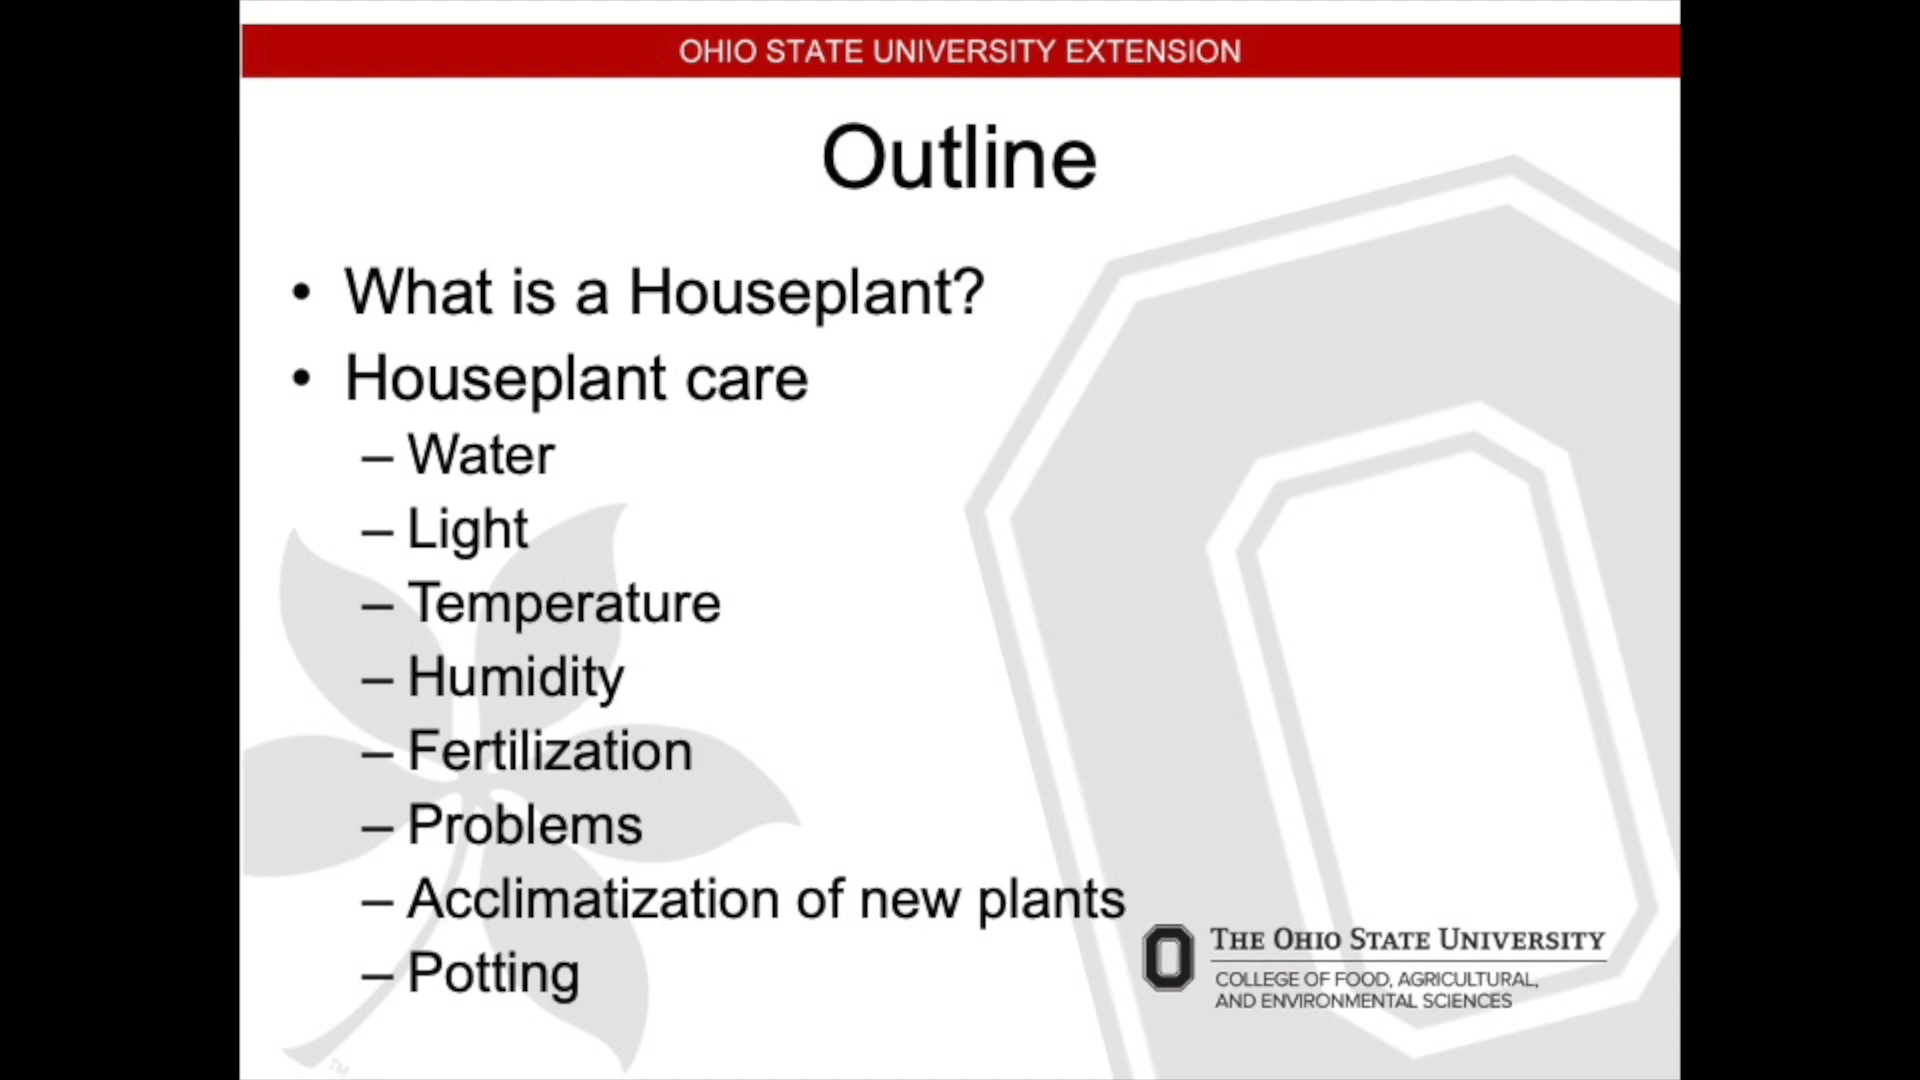 OHIO STATE UNIVERSITY EXTENSION
Outline
• What is a Houseplant?
• Houseplant care
– Water
– Light
– Temperature
– Humidity
– Fertilization
– Problems
– Acclimatization of new plants
– Potting
THE OHIO STATE UNIVERSITY
COLLEGE OF FOOD, AGRICULTURAL,
AND ENVIRONMENTAL SCIENCES
TM